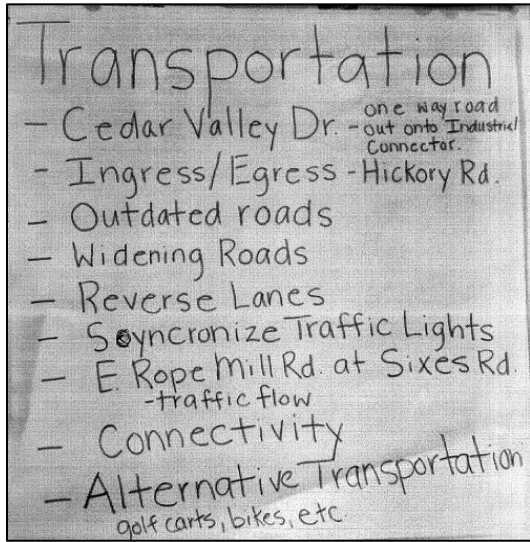 Transportation
- Cedar Valley Dr. - one way road
out onto Industrial
Connector.
- Ingress/Egress - Hickory Rd.
- Outdated roads
- Widening Roads
- Reverse Lanes
- Syncronize Traffic Lights
- E. Rope Mill Rd. at Sixes Rd.
- traffic flow
- Connectivity
- Alternative Transportation
golf carts, bikes, etc.